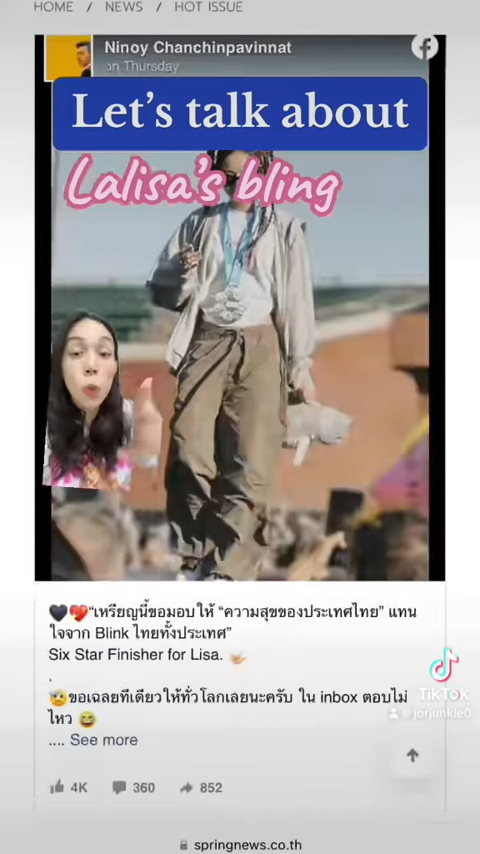 HOME / NEWS / HOT ISSUE
Ninoy Chanchinpavinnat
on Thursday
Let's talk about
Lalisa's bling
🖤💖"เหรียญนี้ขอมอบให้ "ความสุขของประเทศไทย" แทน
ใจจาก Blink ไทยทั้งประเทศ"
Six Star Finisher for Lisa. 🤟🏻
.
🥹ขอเฉลยทีเดียวให้ทั่วโลกเลยนะครับ ใน inbox ตอบไม่
ไหว 😂
.... See more
4K 360 852
TikTok
@jorjunkie0
springnews.co.th